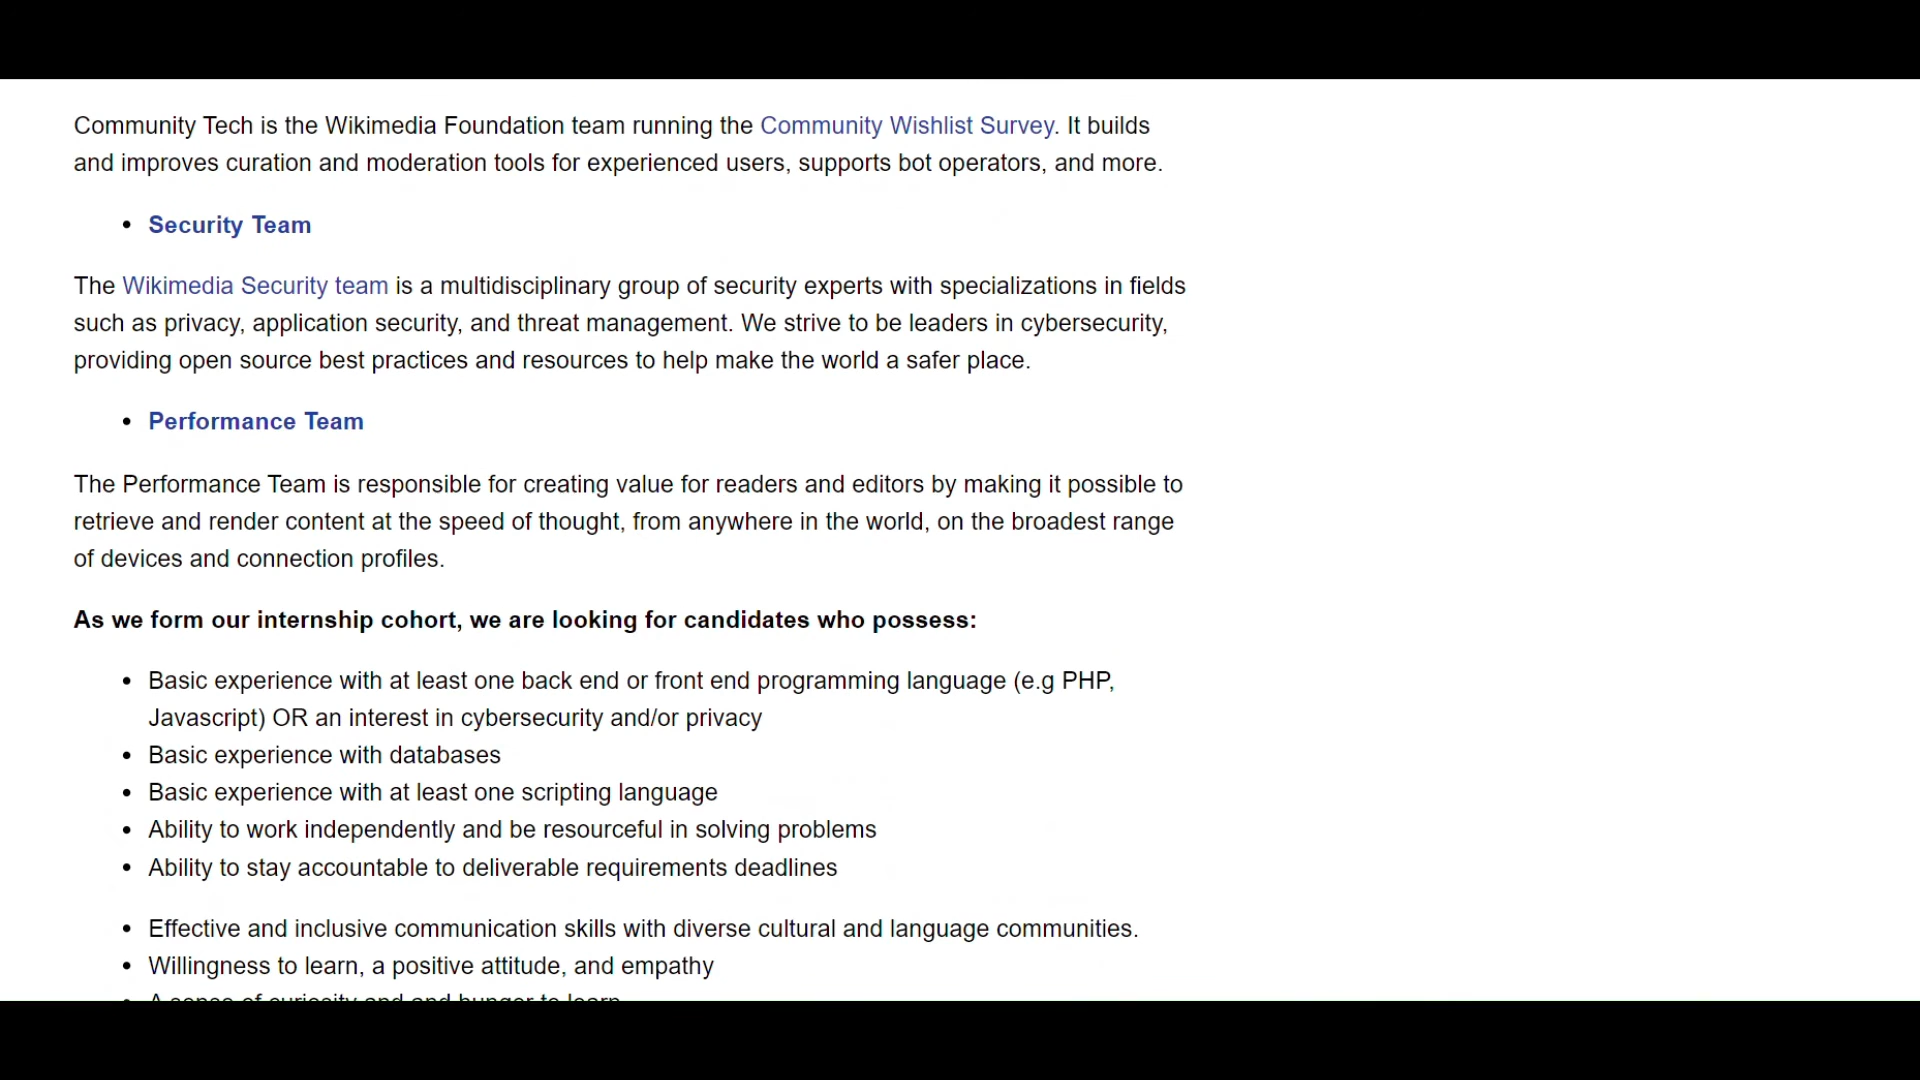 Community Tech is the Wikimedia Foundation team running the Community Wishlist Survey. It builds
and improves curation and moderation tools for experienced users, supports bot operators, and more.
• Security Team
The Wikimedia Security team is a multidisciplinary group of security experts with specializations in fields
such as privacy, application security, and threat management. We strive to be leaders in cybersecurity,
providing open source best practices and resources to help make the world a safer place.
• Performance Team
The Performance Team is responsible for creating value for readers and editors by making it possible to
retrieve and render content at the speed of thought, from anywhere in the world, on the broadest range
of devices and connection profiles.
As we form our internship cohort, we are looking for candidates who possess:
• Basic experience with at least one back end or front end programming language (e.g PHP,
Javascript) OR an interest in cybersecurity and/or privacy
• Basic experience with databases
• Basic experience with at least one scripting language
• Ability to work independently and be resourceful in solving problems
• Ability to stay accountable to deliverable requirements deadlines
• Effective and inclusive communication skills with diverse cultural and language communities.
• Willingness to learn, a positive attitude, and empathy
• A sense of curiosity and and hunger to learn